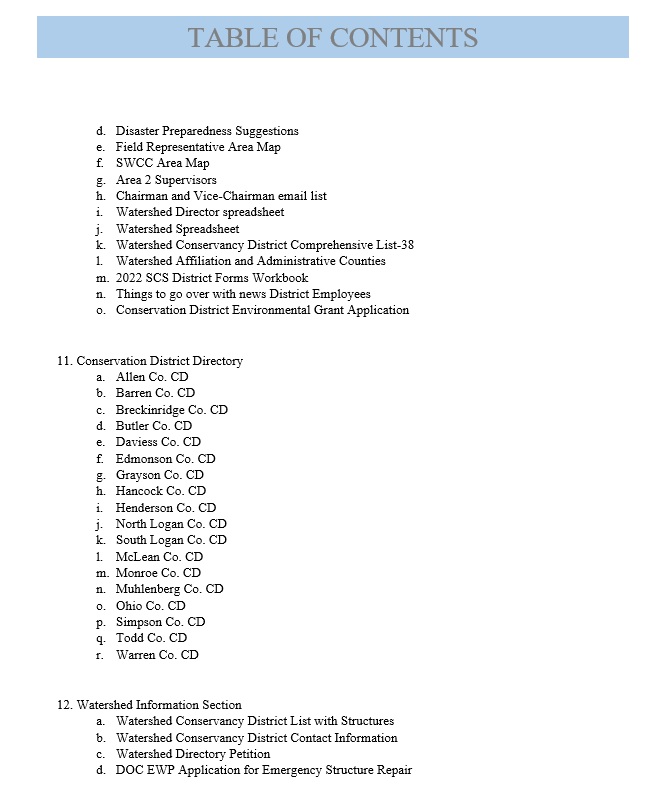 TABLE OF CONTENTS
d. Disaster Preparedness Suggestions
e. Field Representative Area Map
f. SWCC Area Map
g. Area 2 Supervisors
h. Chairman and Vice-Chairman email list
i. Watershed Director spreadsheet
j. Watershed Spreadsheet
k. Watershed Conservancy District Comprehensive List-38
l. Watershed Affiliation and Administrative Counties
m. 2022 SCS District Forms Workbook
n. Things to go over with news District Employees
o. Conservation District Environmental Grant Application
11. Conservation District Directory
a. Allen Co. CD
b. Barren Co. CD
c. Breckinridge Co. CD
d. Butler Co. CD
e. Daviess Co. CD
f. Edmonson Co. CD
g. Grayson Co. CD
h. Hancock Co. CD
i. Henderson Co. CD
j. North Logan Co. CD
k. South Logan Co. CD
l. McLean Co. CD
m. Monroe Co. CD
n. Muhlenberg Co. CD
o. Ohio Co. CD
p. Simpson Co. CD
q. Todd Co. CD
r. Warren Co. CD
12. Watershed Information Section
a. Watershed Conservancy District List with Structures
b. Watershed Conservancy District Contact Information
c. Watershed Directory Petition
d. DOC EWP Application for Emergency Structure Repair